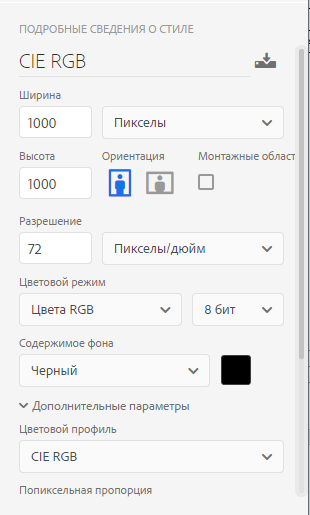 ПОДРОБНЫЕ СВЕДЕНИЯ О СТИЛЕ
CIE RGB
Ширина
1000 Пикселы
Высота Ориентация Монтажные област
1000
Разрешение
72 Пикселы/дюйм
Цветовой режим
Цвета RGB 8 бит
Содержимое фона
Черный
Дополнительные параметры
Цветовой профиль
CIE RGB
Попиксельная пропорция